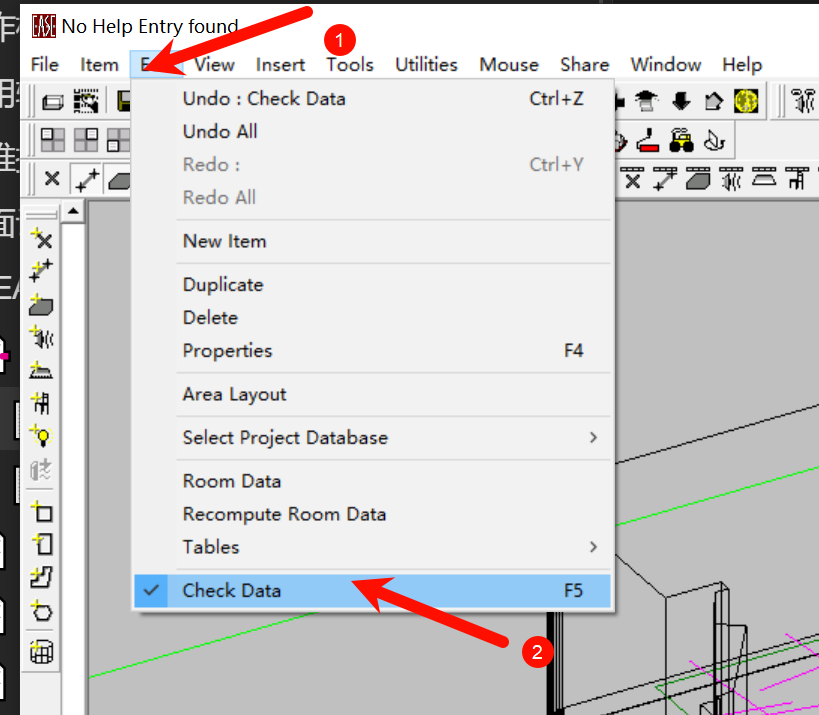 EASE No Help Entry found
1
File Item E View Insert Tools Utilities Mouse Share Window Help
Undo : Check Data Ctrl+Z
Undo All
Redo : Ctrl+Y
Redo All
New Item
Duplicate
Delete
Properties F4
Area Layout
Select Project Database
Room Data
Recompute Room Data
Tables
Check Data F5
2